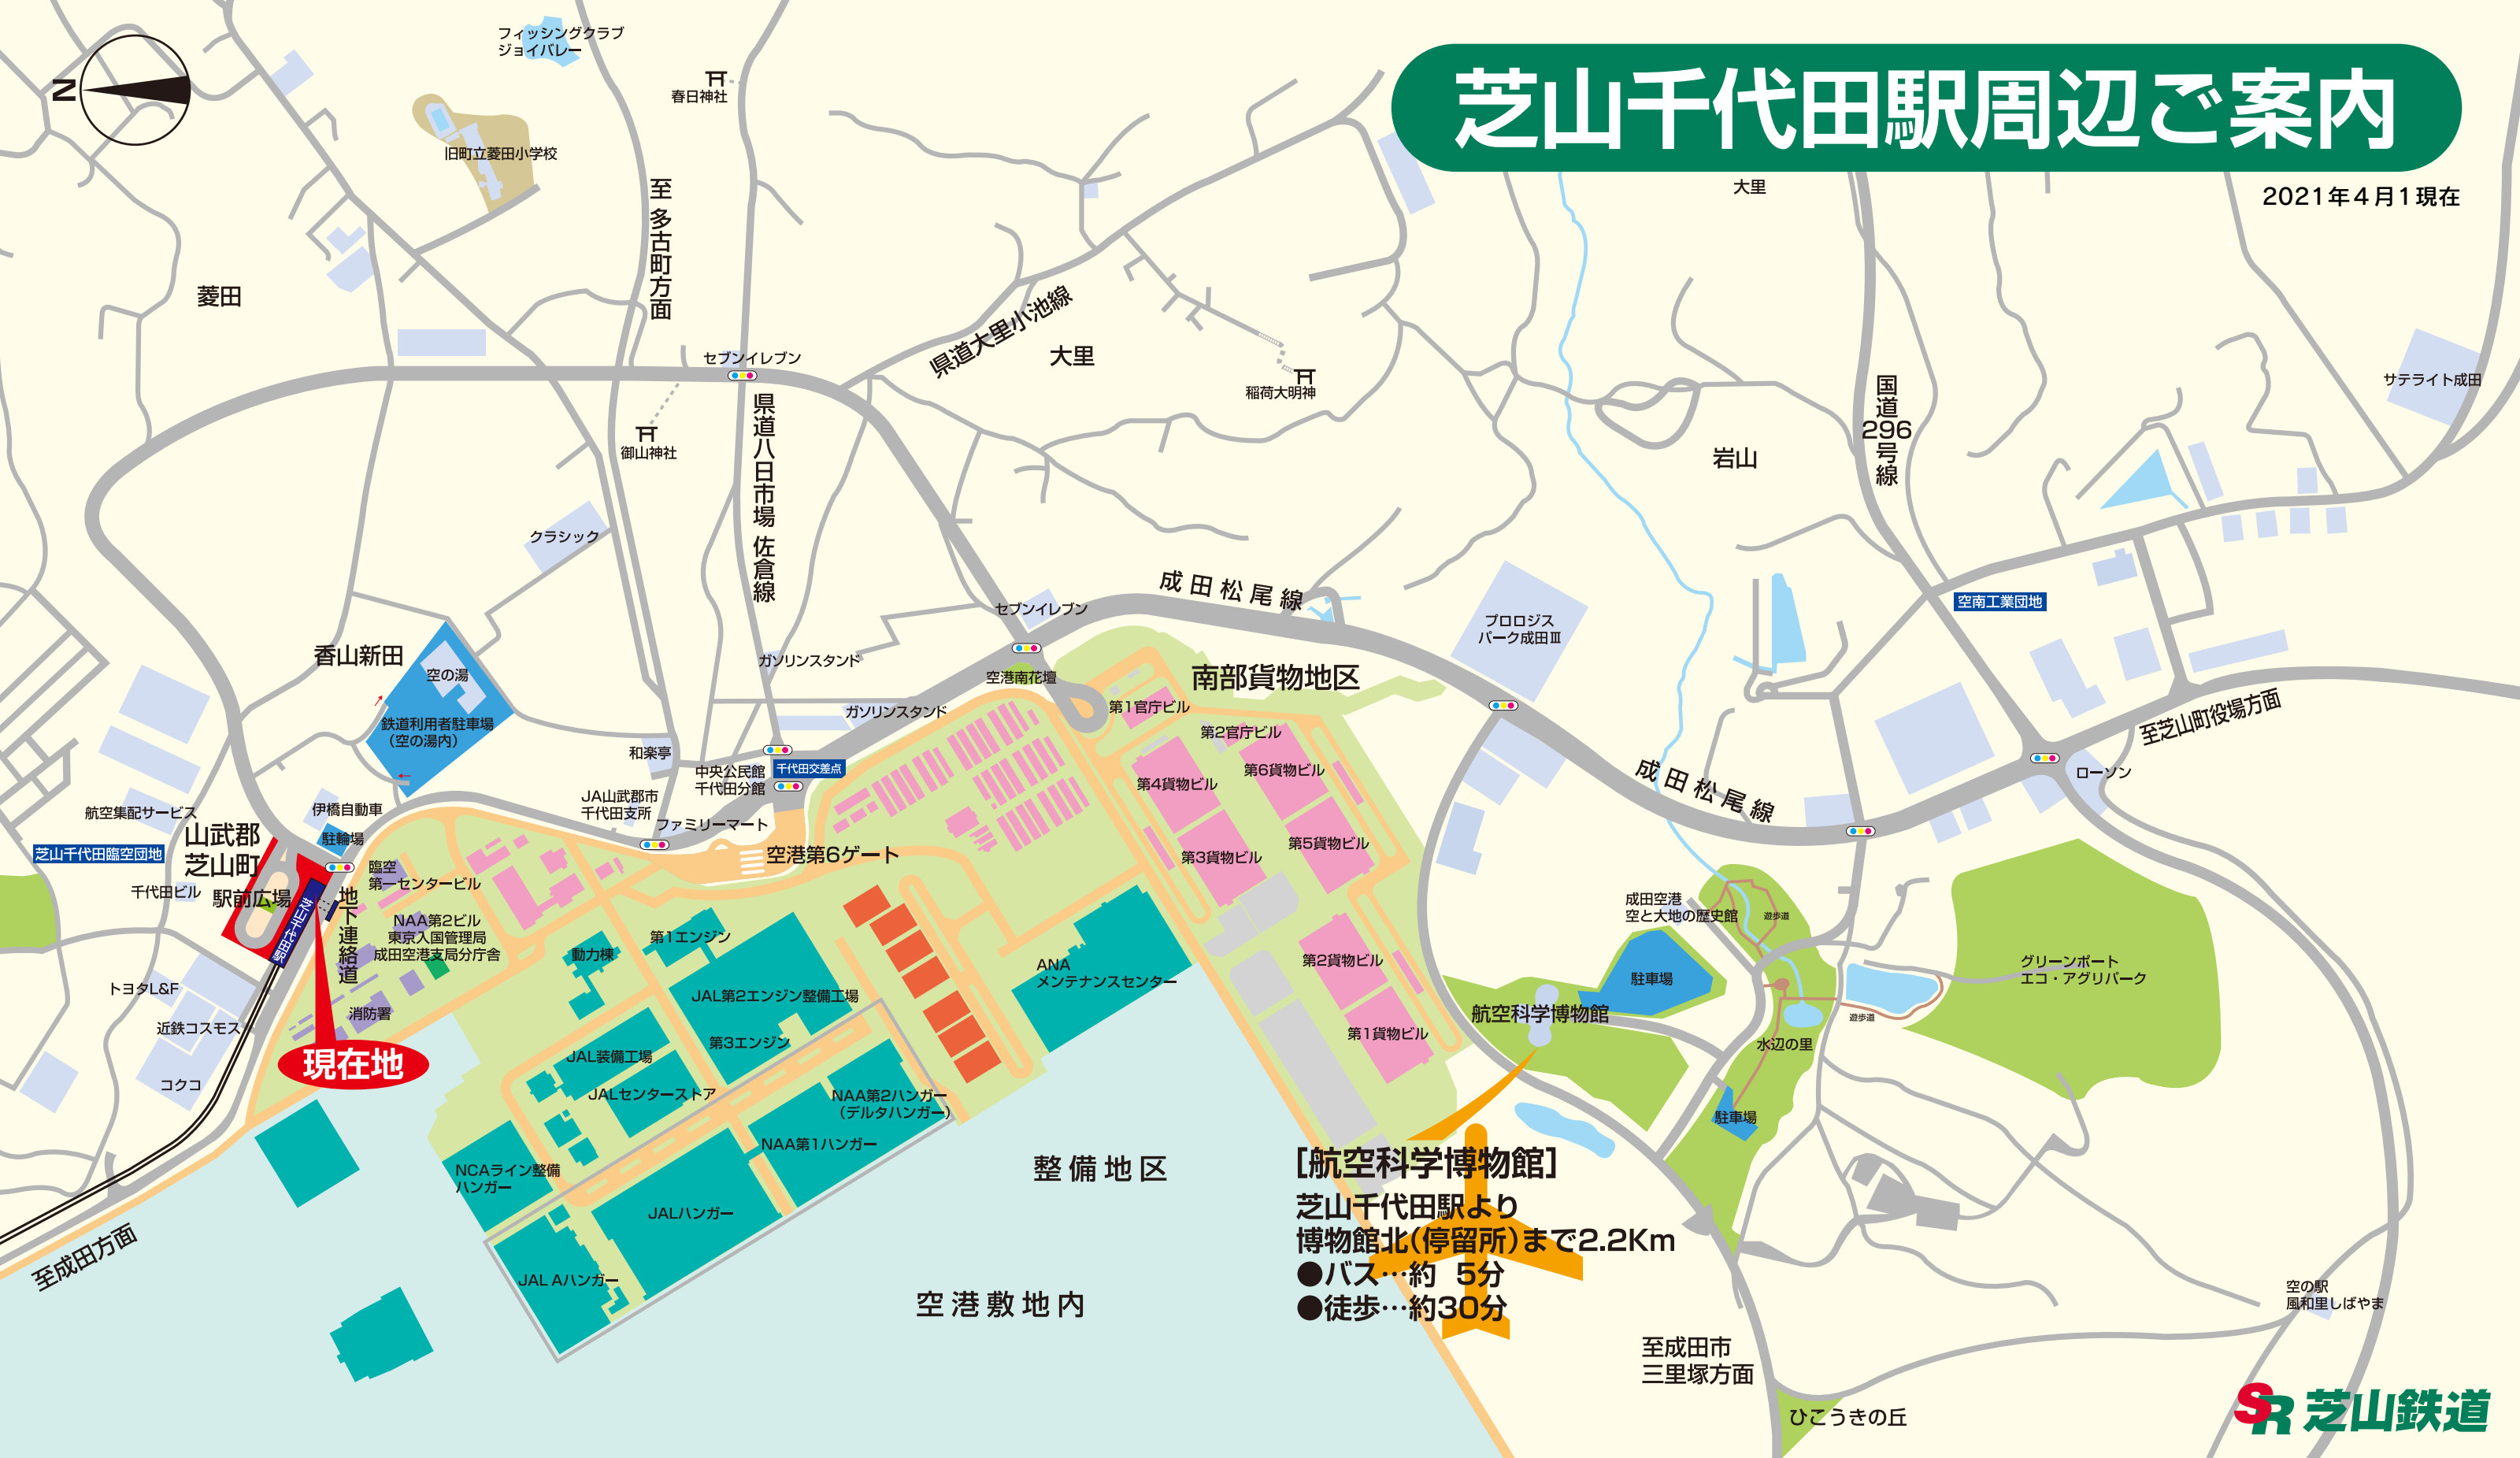 芝山千代田駅周辺ご案内
2021年4月1現在
N
フィッシングクラブ
ジョイバレー
春日神社
旧町立菱田小学校
至 多古町方面
菱田
大里
県道大里小池線
大里
稲荷大明神
セブンイレブン
御山神社
県道八日市場 佐倉線
国道
296
号線
岩山
サテライト成田
クラシック
成田松尾線
セブンイレブン
空南工業団地
プロロジス
パーク成田Ⅲ
香山新田
空の湯
鉄道利用者駐車場
（空の湯内）
ガソリンスタンド
ガソリンスタンド
空港南花壇
南部貨物地区
第1官庁ビル
第2官庁ビル
第4貨物ビル
第6貨物ビル
第3貨物ビル
第5貨物ビル
第2貨物ビル
第1貨物ビル
至芝山町役場方面
ローソン
成田松尾線
和楽亭
中央公民館
千代田分館
千代田交差点
JA山武郡市
千代田支所
ファミリーマート
空港第6ゲート
航空集配サービス
伊橋自動車
駐輪場
山武郡
芝山町
芝山千代田臨空団地
千代田ビル
駅前広場
芝山千代田駅
地下連絡道
臨空
第一センタービル
NAA第2ビル
東京入国管理局
成田空港支局分庁舎
消防署
トヨタL&F
近鉄コスモス
コクコ
現在地
動力棟
第1エンジン
JAL第2エンジン整備工場
第3エンジン
JAL装備工場
JALセンターストア
ANA
メンテナンスセンター
NAA第2ハンガー
（デルタハンガー）
NAA第1ハンガー
NCAライン整備
ハンガー
JALハンガー
JAL Aハンガー
整備地区
空港敷地内
至成田方面
成田空港
空と大地の歴史館
遊歩道
駐車場
航空科学博物館
水辺の里
遊歩道
駐車場
グリーンポート
エコ・アグリパーク
［航空科学博物館］
芝山千代田駅より
博物館北（停留所）まで2.2Km
●バス…約 5分
●徒歩…約30分
至成田市
三里塚方面
ひこうきの丘
空の駅
風和里しばやま
SR 芝山鉄道